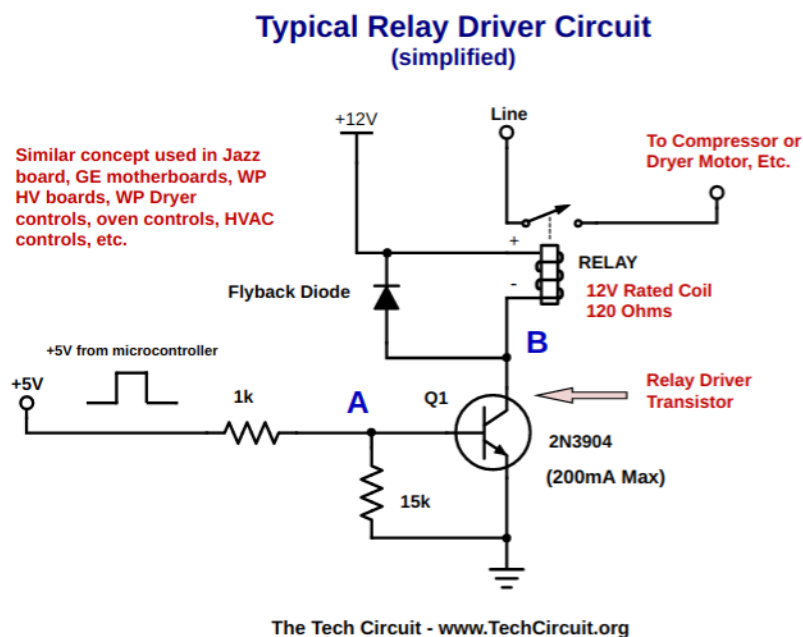 Typical Relay Driver Circuit
(simplified)
+12V
Line
Similar concept used in Jazz
board, GE motherboards, WP
HV boards, WP Dryer
controls, oven controls, HVAC
controls, etc.
To Compressor or
Dryer Motor, Etc.
+
RELAY
-
12V Rated Coil
120 Ohms
Flyback Diode
B
+5V from microcontroller
+5V
1k
A
Q1
Relay Driver
Transistor
2N3904
(200mA Max)
15k
The Tech Circuit - www.TechCircuit.org